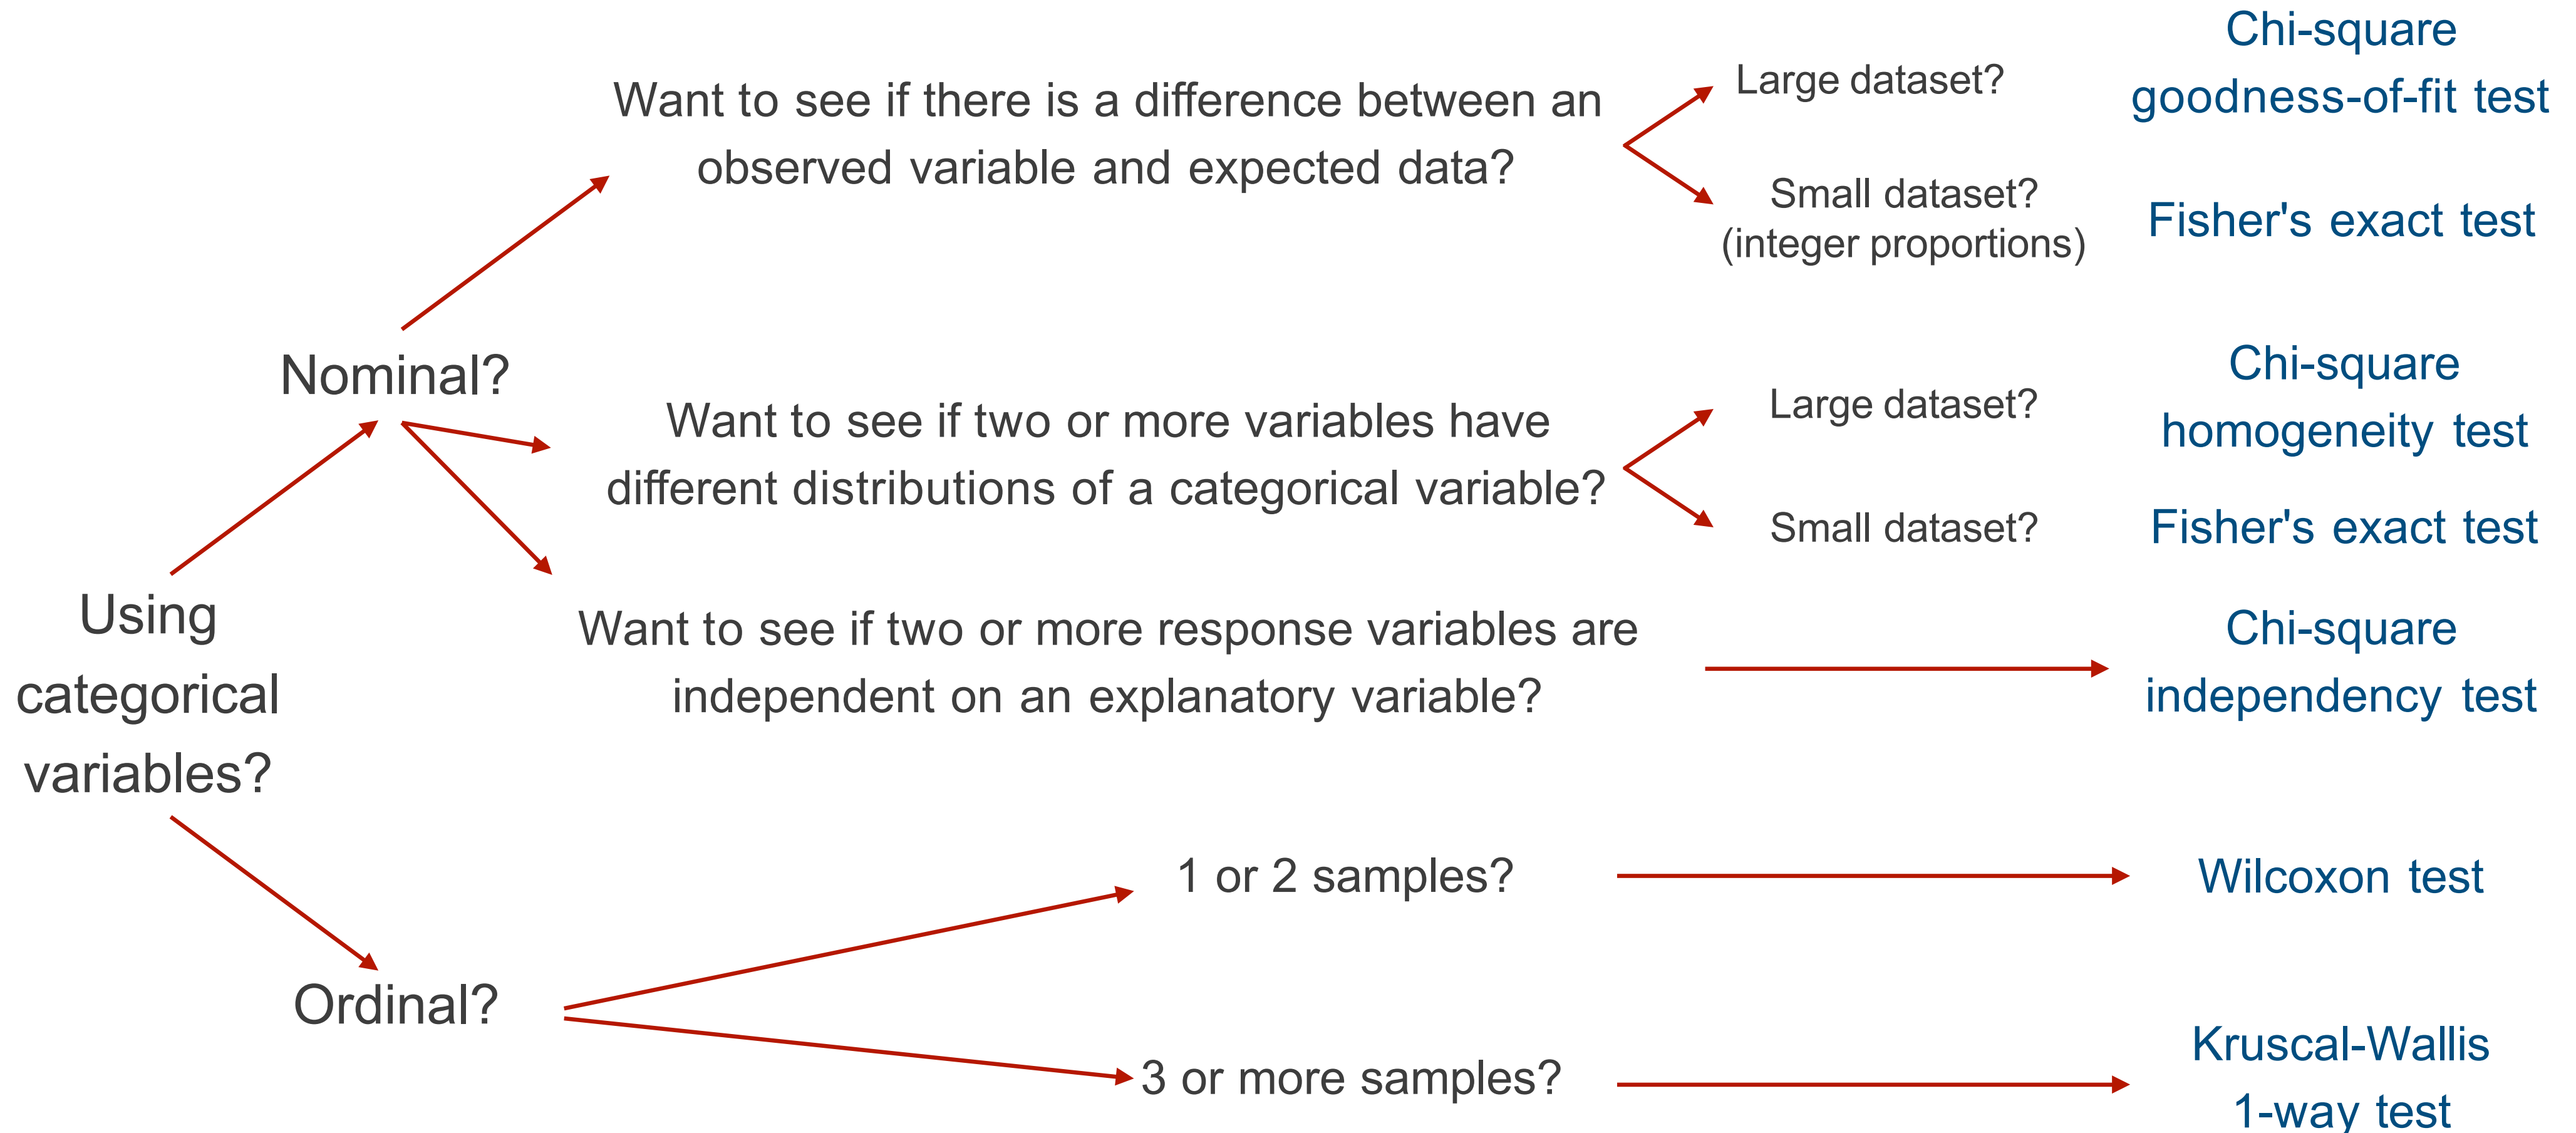 Using
categorical
variables?
Nominal?
Want to see if there is a difference between an
observed variable and expected data?
Large dataset?
Chi-square
goodness-of-fit test
Small dataset?
(integer proportions)
Fisher's exact test
Want to see if two or more variables have
different distributions of a categorical variable?
Large dataset?
Chi-square
homogeneity test
Small dataset?
Fisher's exact test
Want to see if two or more response variables are
independent on an explanatory variable?
Chi-square
independency test
Ordinal?
1 or 2 samples?
Wilcoxon test
3 or more samples?
Kruscal-Wallis
1-way test